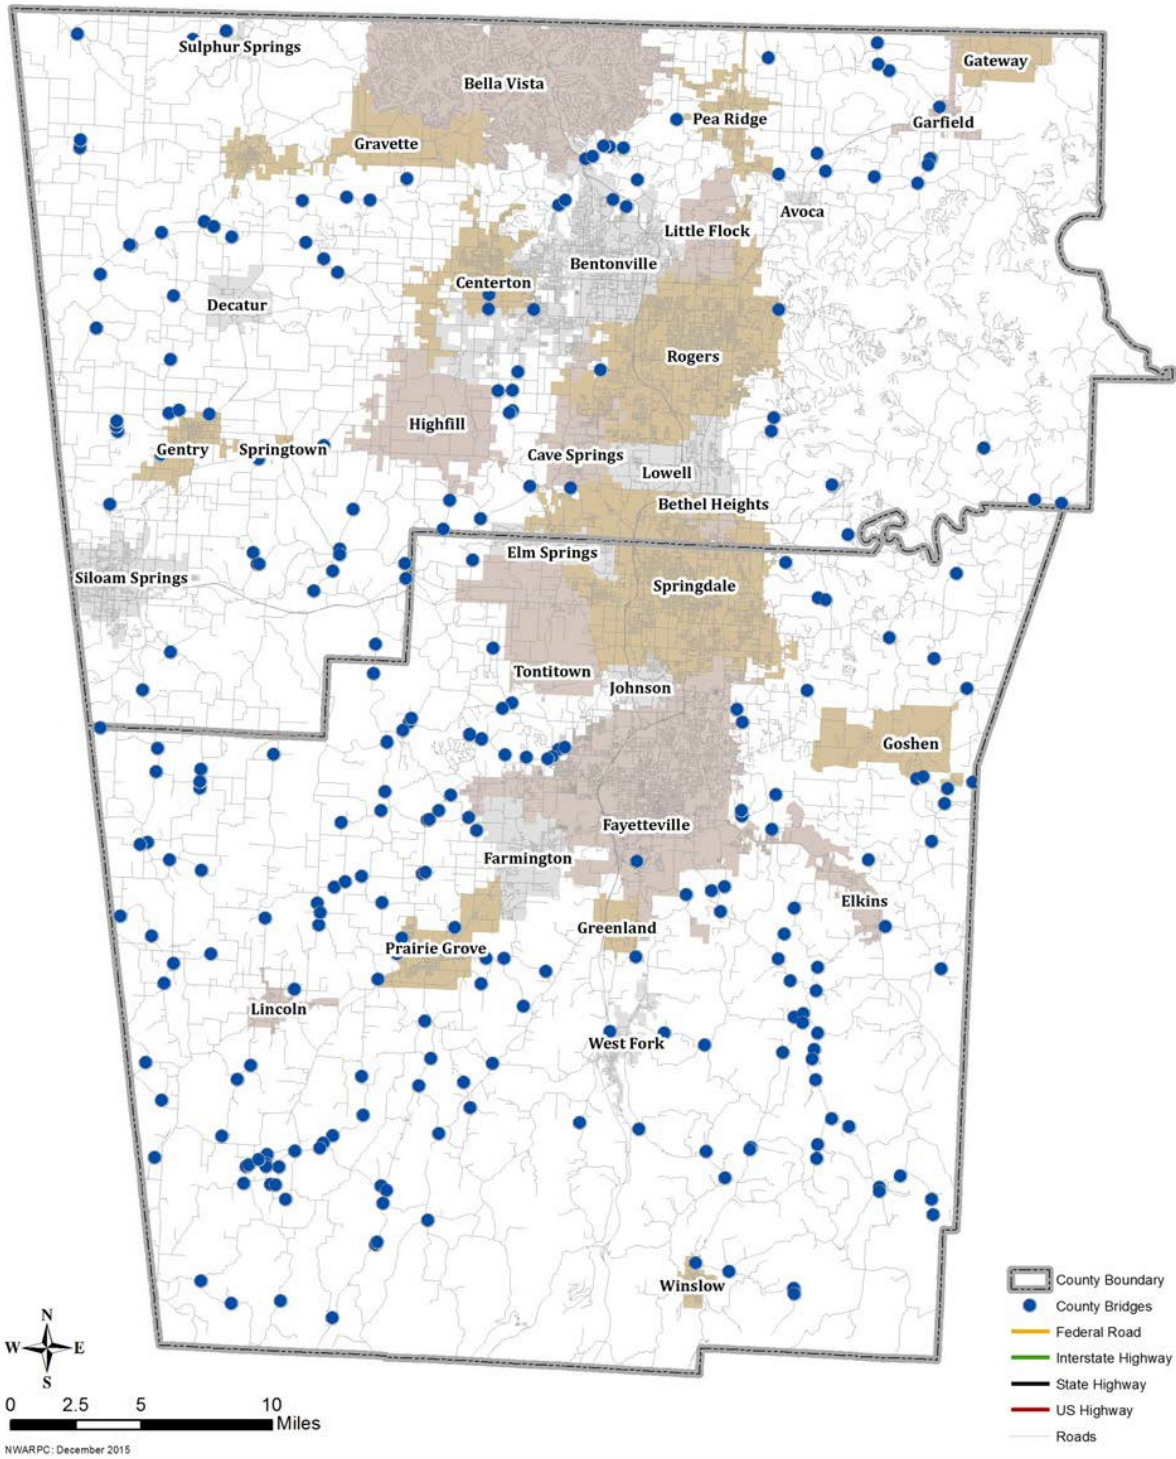 Sulphur Springs
Gateway
Bella Vista
Garfield
Pea Ridge
Gravette
Avoca
Little Flock
Bentonville
Centerton
Decatur
Rogers
Highfill
Gentry
Springtown
Cave Springs
Lowell
Bethel Heights
Elm Springs
Siloam Springs
Springdale
Tontitown
Johnson
Goshen
Fayetteville
Farmington
Elkins
Greenland
Prairie Grove
Lincoln
West Fork
Winslow
County Boundary
County Bridges
Federal Road
Interstate Highway
State Highway
US Highway
Roads
N
W E
S
0 2.5 5 10
Miles
NWARPC: December 2015